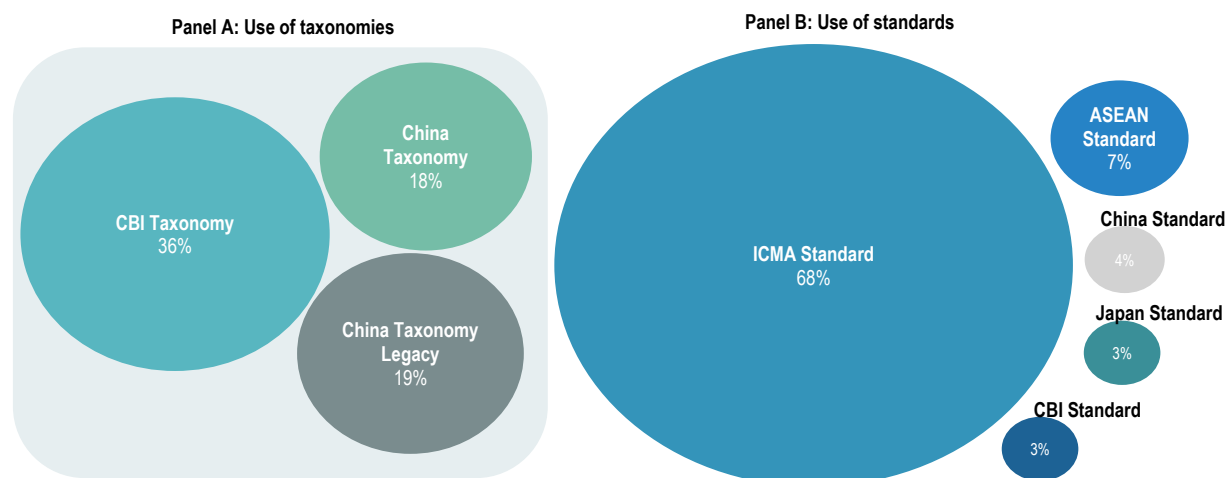 Panel A: Use of taxonomies
CBI Taxonomy
36%
China
Taxonomy
18%
China Taxonomy
Legacy
19%
Panel B: Use of standards
ICMA Standard
68%
ASEAN
Standard
7%
China Standard
4%
Japan Standard
3%
CBI Standard
3%